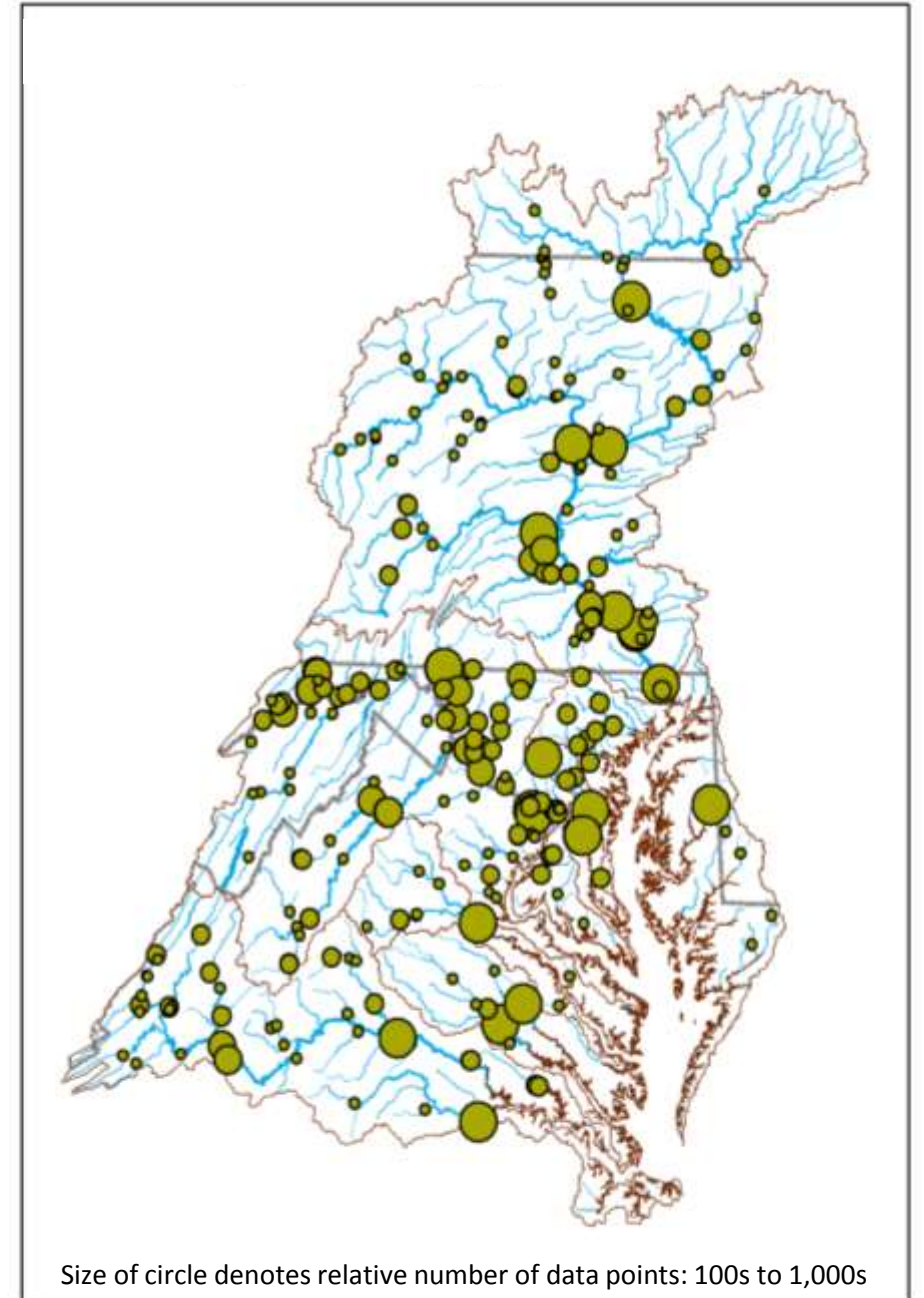 Size of circle denotes relative number of data points: 100s to 1,000s